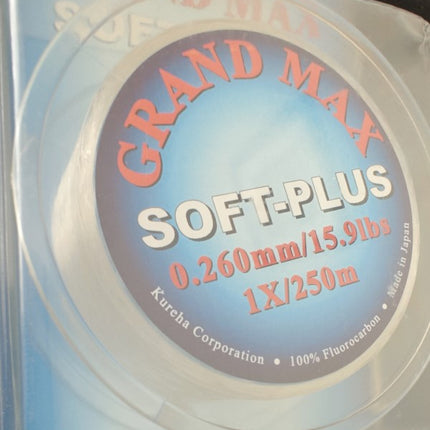 GRAND MAX
SOFT-PLUS
0.260mm/15.9lbs
1X/250m
Kureha Corporation • 100% Fluorocarbon • Made in Japan